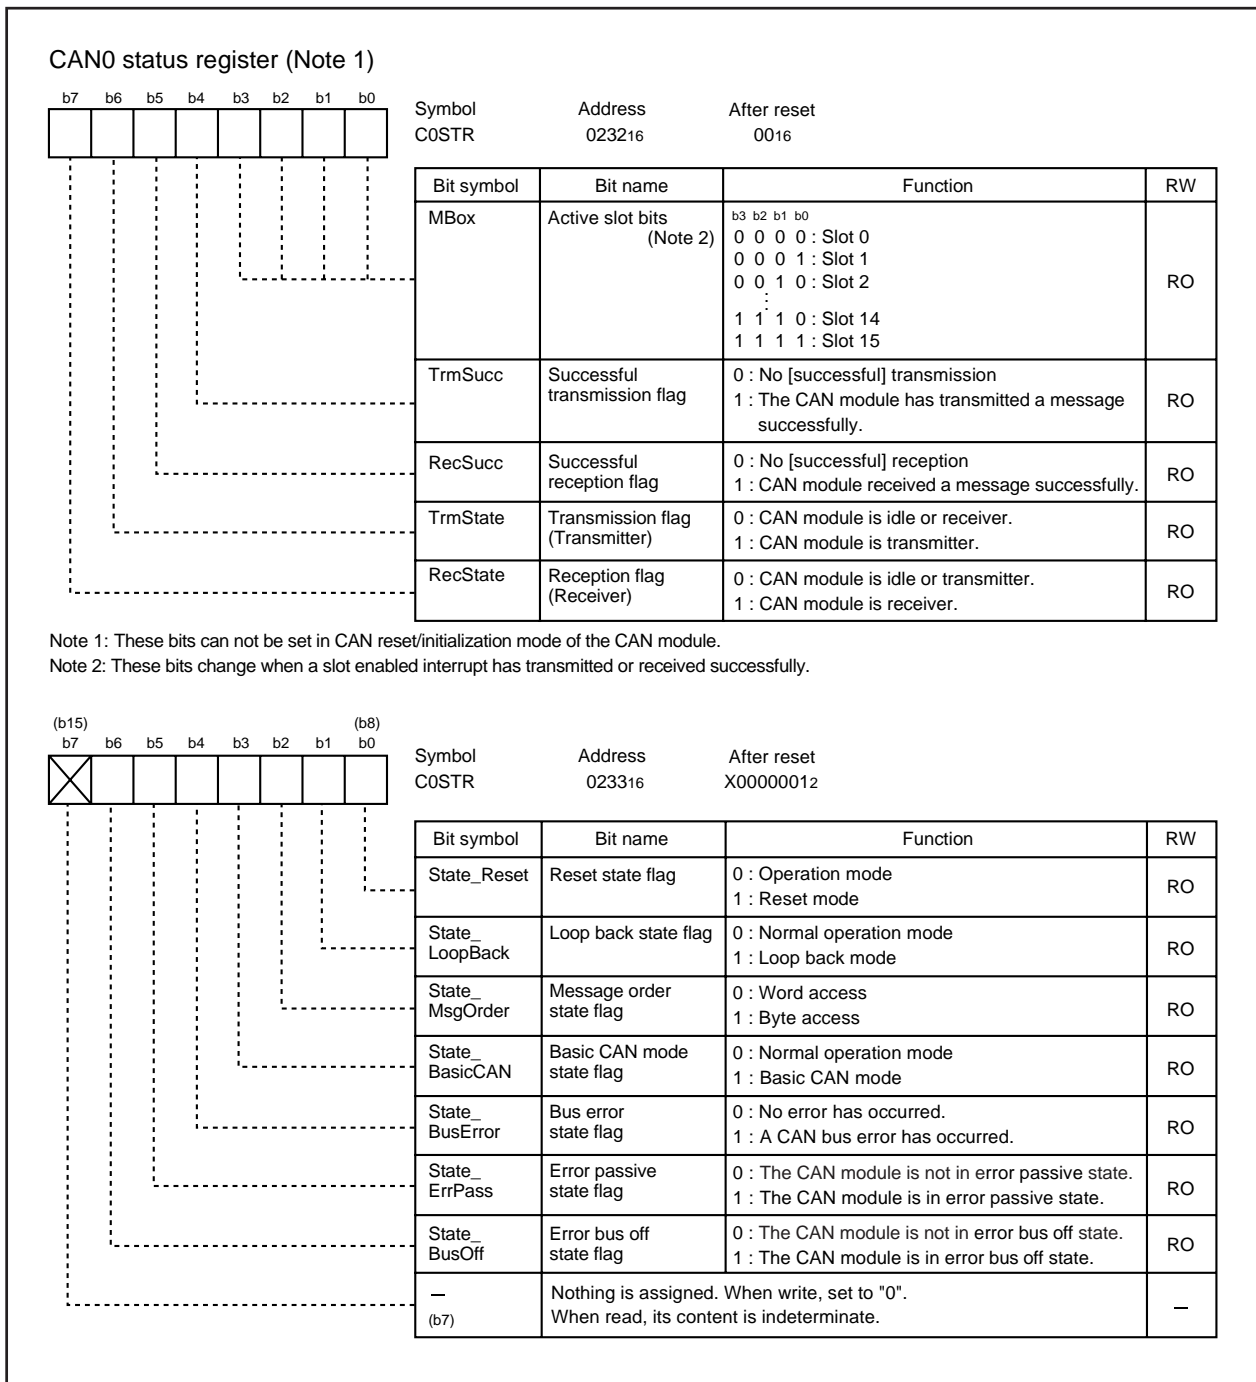 CAN0 status register (Note 1)
b7 b6 b5 b4 b3 b2 b1 b0
Symbol Address After reset
C0STR 023216 0016
Bit symbol Bit name Function RW
MBox Active slot bits (Note 2) b3 b2 b1 b0
0 0 0 0 : Slot 0
0 0 0 1 : Slot 1
0 0 1 0 : Slot 2
:
1 1 1 0 : Slot 14
1 1 1 1 : Slot 15
RO
TrmSucc Successful transmission flag
0 : No [successful] transmission
1 : The CAN module has transmitted a message
successfully.
RO
RecSucc Successful reception flag
0 : No [successful] reception
1 : CAN module received a message successfully.
RO
TrmState Transmission flag (Transmitter)
0 : CAN module is idle or receiver.
1 : CAN module is transmitter.
RO
RecState Reception flag (Receiver)
0 : CAN module is idle or transmitter.
1 : CAN module is receiver.
RO
Note 1: These bits can not be set in CAN reset/initialization mode of the CAN module.
Note 2: These bits change when a slot enabled interrupt has transmitted or received successfully.
(b15) (b8)
b7 b6 b5 b4 b3 b2 b1 b0
Symbol Address After reset
C0STR 023316 X00000012
Bit symbol Bit name Function RW
State_Reset Reset state flag
0 : Operation mode
1 : Reset mode
RO
State_
LoopBack
Loop back state flag
0 : Normal operation mode
1 : Loop back mode
RO
State_
MsgOrder
Message order
state flag
0 : Word access
1 : Byte access
RO
State_
BasicCAN
Basic CAN mode
state flag
0 : Normal operation mode
1 : Basic CAN mode
RO
State_
BusError
Bus error
state flag
0 : No error has occurred.
1 : A CAN bus error has occurred.
RO
State_
ErrPass
Error passive
state flag
0 : The CAN module is not in error passive state.
1 : The CAN module is in error passive state.
RO
State_
BusOff
Error bus off
state flag
0 : The CAN module is not in error bus off state.
1 : The CAN module is in error bus off state.
RO
—
(b7)
Nothing is assigned. When write, set to "0".
When read, its content is indeterminate.
—